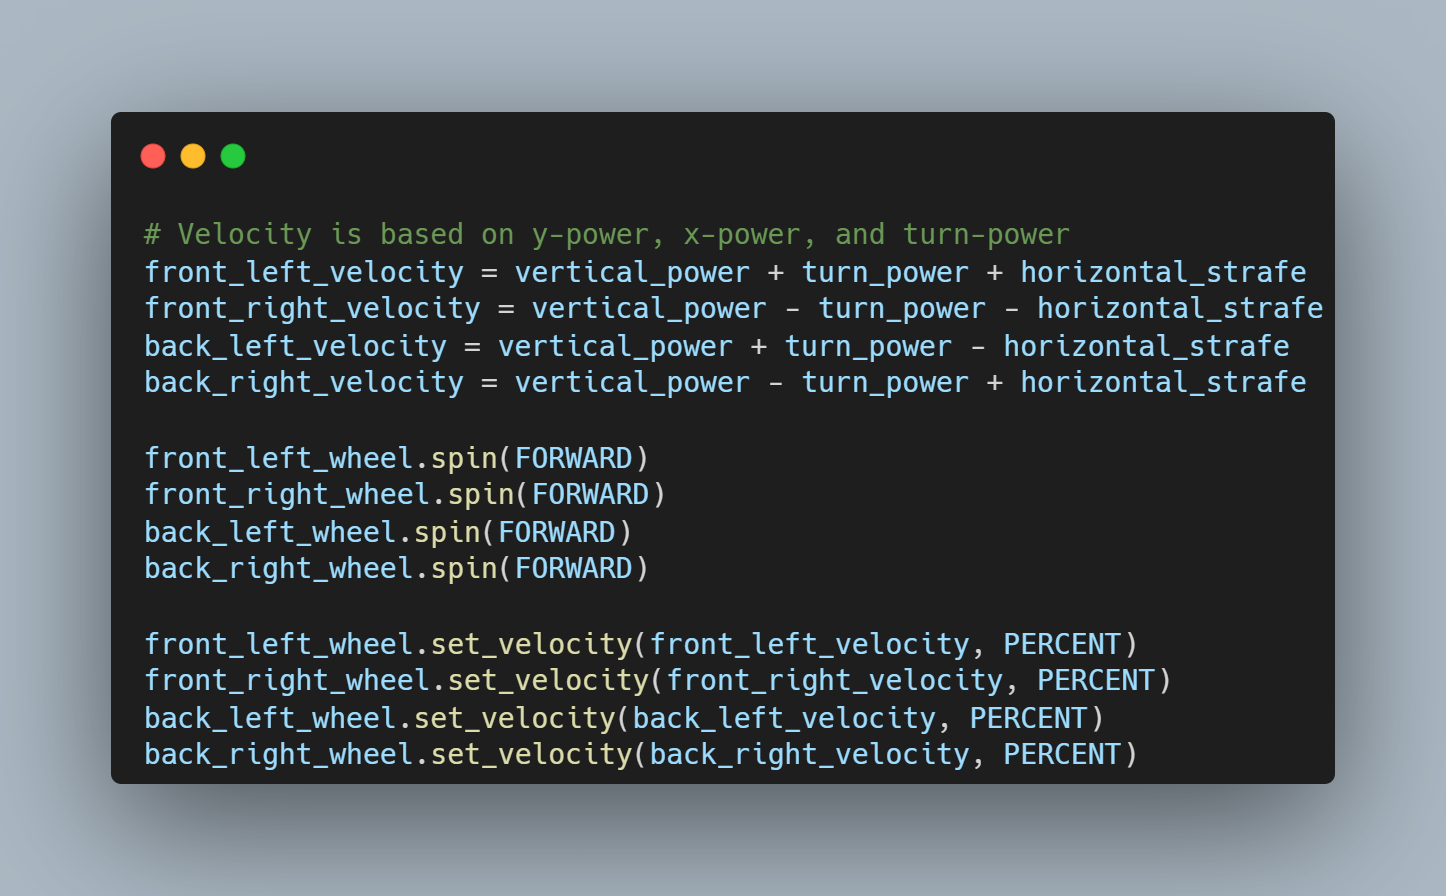 # Velocity is based on y-power, x-power, and turn-power
front_left_velocity = vertical_power + turn_power + horizontal_strafe
front_right_velocity = vertical_power - turn_power - horizontal_strafe
back_left_velocity = vertical_power + turn_power - horizontal_strafe
back_right_velocity = vertical_power - turn_power + horizontal_strafe

front_left_wheel.spin(FORWARD)
front_right_wheel.spin(FORWARD)
back_left_wheel.spin(FORWARD)
back_right_wheel.spin(FORWARD)

front_left_wheel.set_velocity(front_left_velocity, PERCENT)
front_right_wheel.set_velocity(front_right_velocity, PERCENT)
back_left_wheel.set_velocity(back_left_velocity, PERCENT)
back_right_wheel.set_velocity(back_right_velocity, PERCENT)